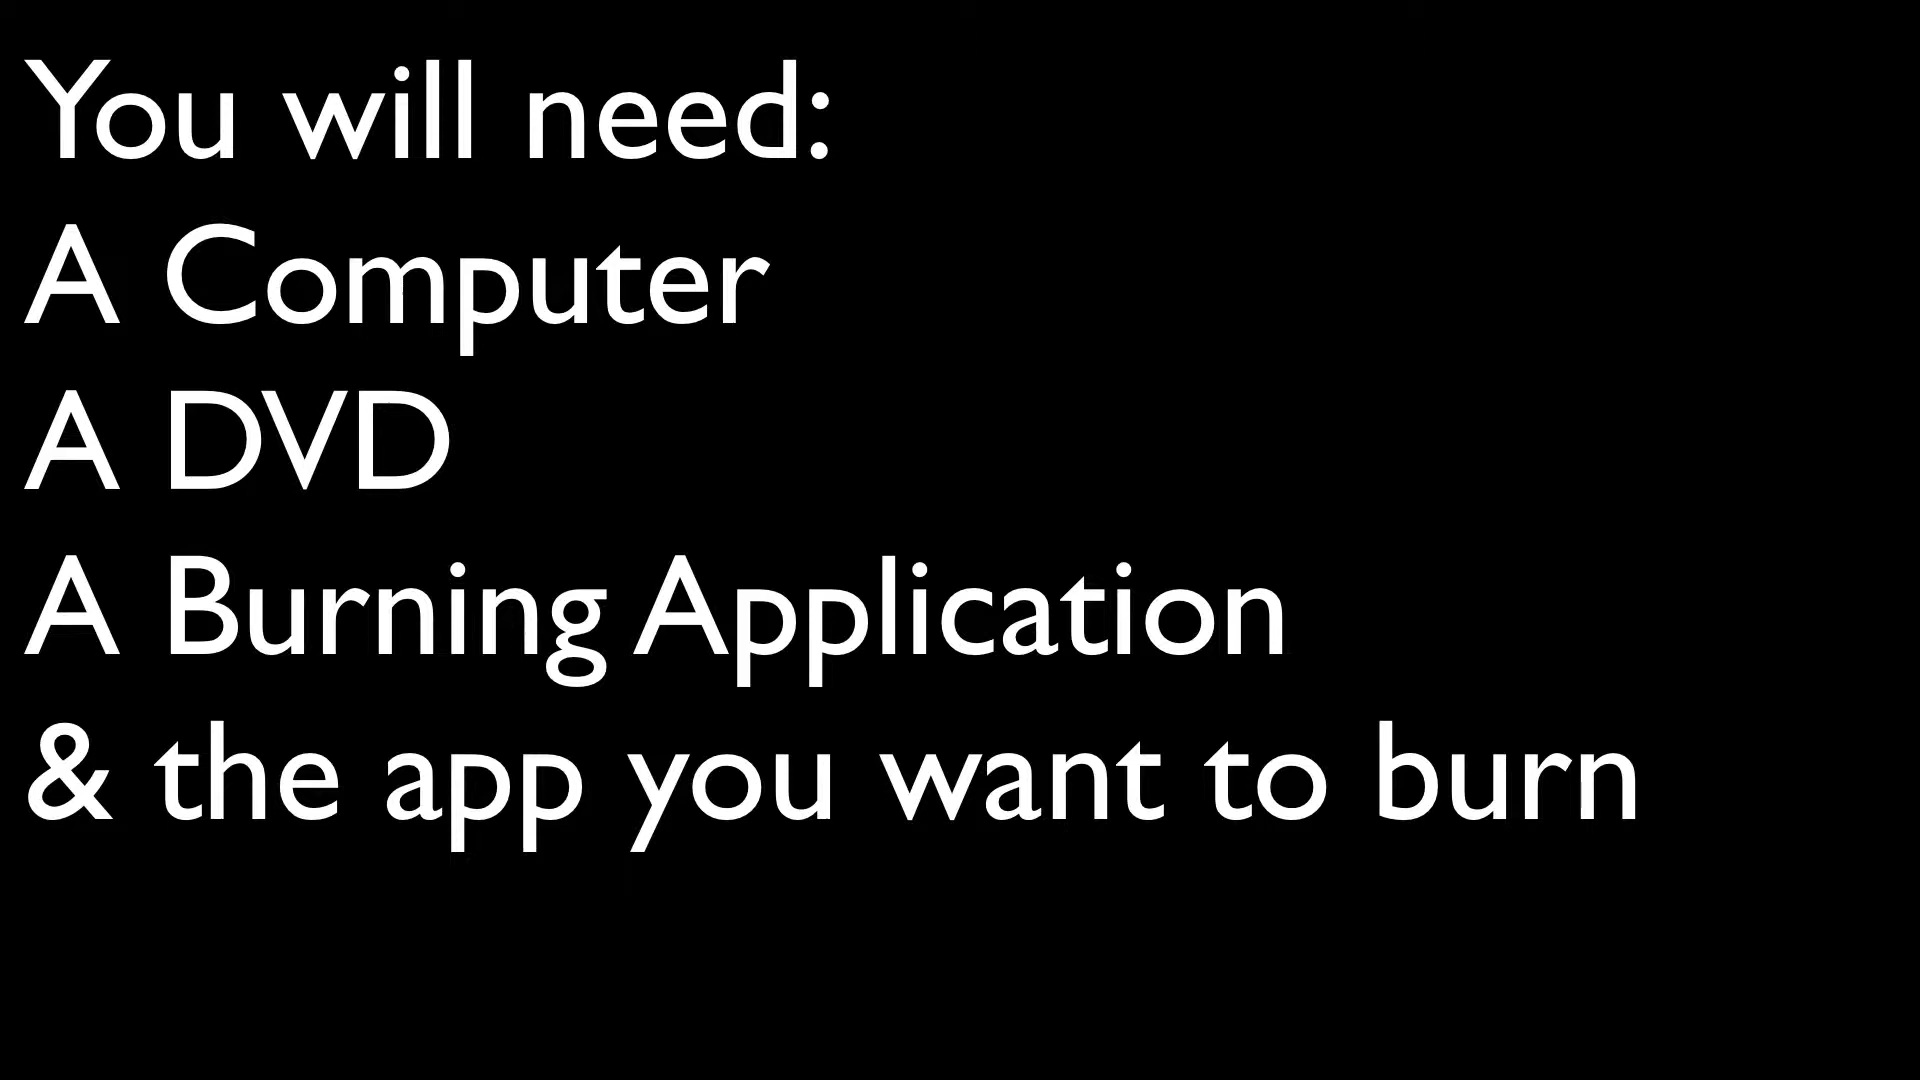 You will need:
A Computer
A DVD
A Burning Application
& the app you want to burn